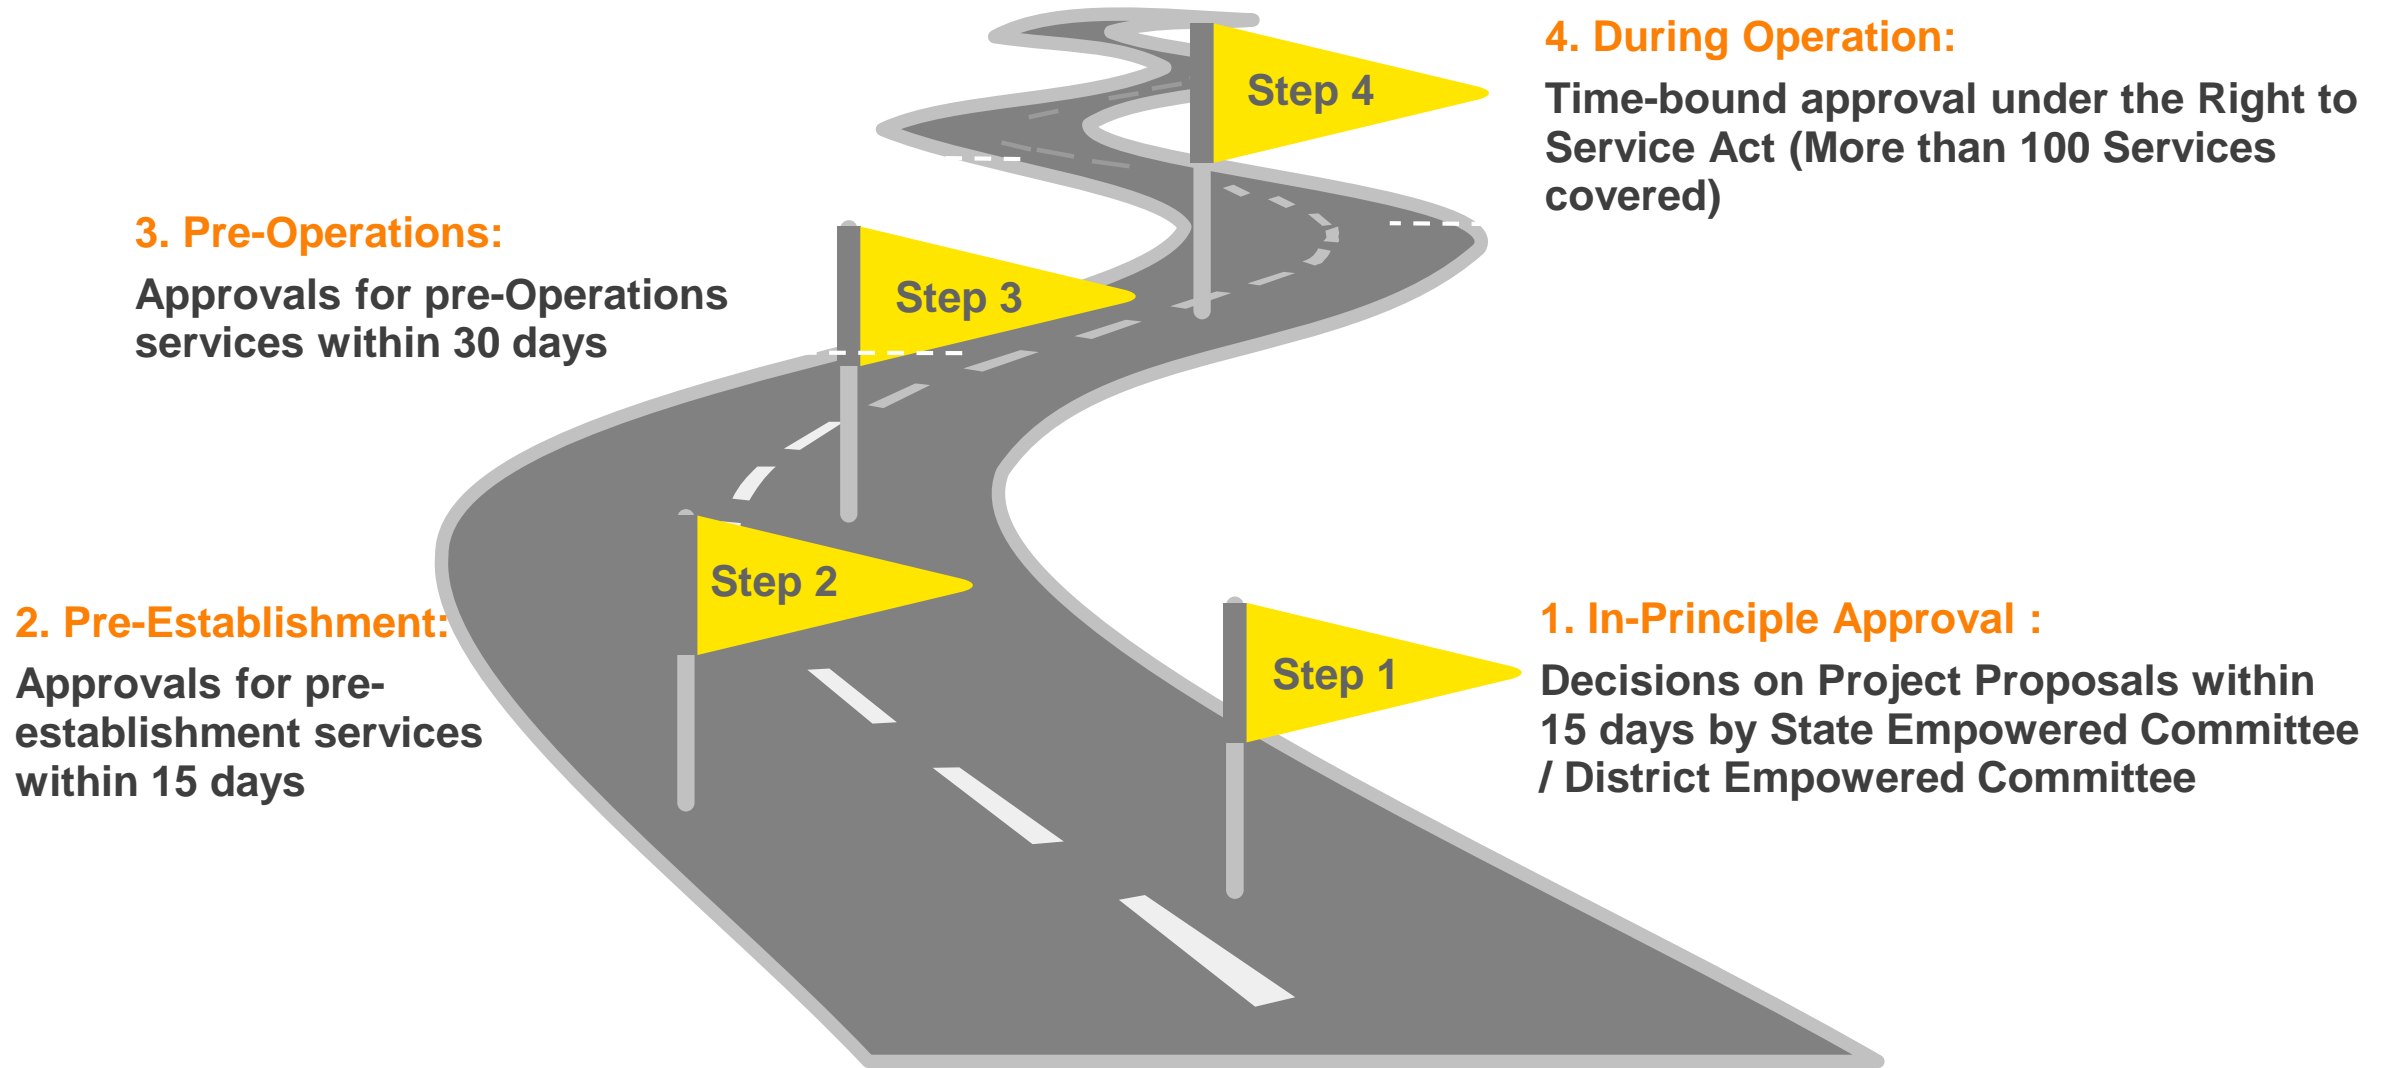 4. During Operation:
Time-bound approval under the Right to
Service Act (More than 100 Services
covered)
Step 4
3. Pre-Operations:
Approvals for pre-Operations
services within 30 days
Step 3
2. Pre-Establishment:
Approvals for pre-
establishment services
within 15 days
Step 2
Step 1
1. In-Principle Approval :
Decisions on Project Proposals within
15 days by State Empowered Committee
/ District Empowered Committee